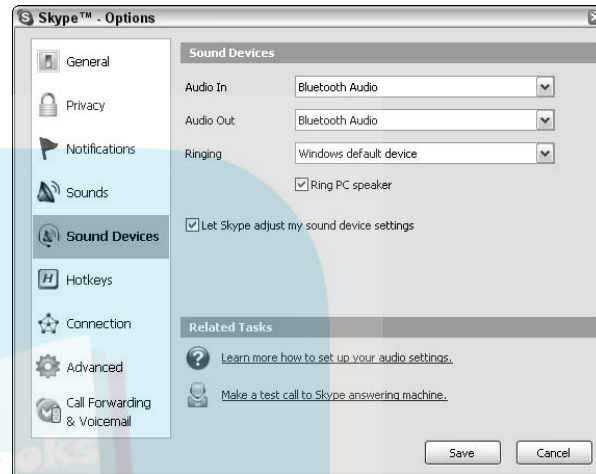 Skype™ - Options
General
Privacy
Notifications
Sounds
Sound Devices
Hotkeys
Connection
Advanced
Call Forwarding
& Voicemail
Sound Devices
Audio In
Bluetooth Audio
Audio Out
Bluetooth Audio
Ringing
Windows default device
Ring PC speaker
Let Skype adjust my sound device settings
Related Tasks
Learn more how to set up your audio settings.
Make a test call to Skype answering machine.
Save
Cancel